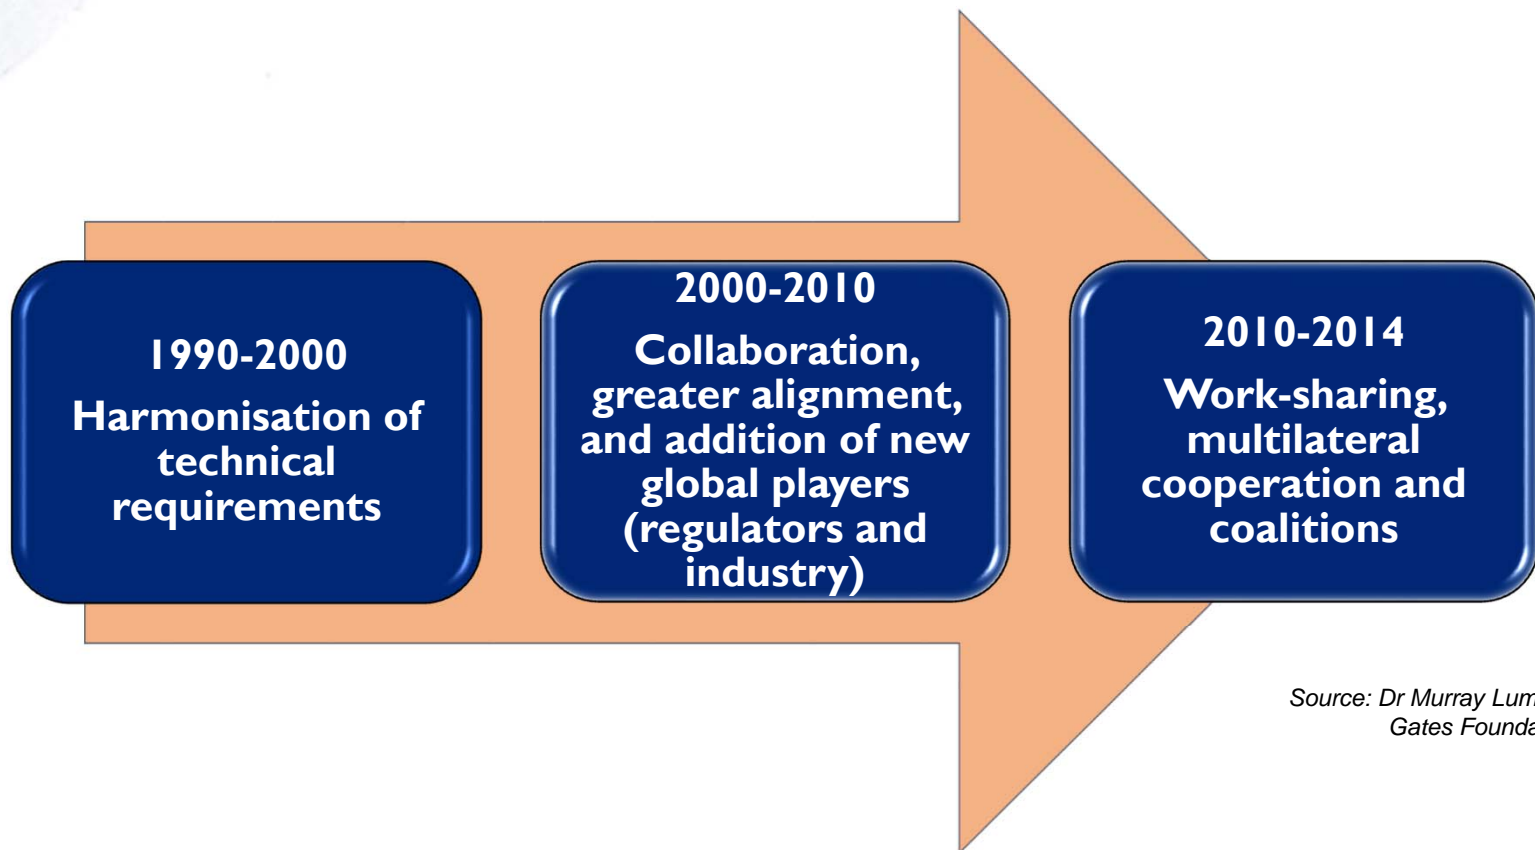 1990-2000
Harmonisation of
technical
requirements
2000-2010
Collaboration,
greater alignment,
and addition of new
global players
(regulators and
industry)
2010-2014
Work-sharing,
multilateral
cooperation and
coalitions
Source: Dr Murray
Gates